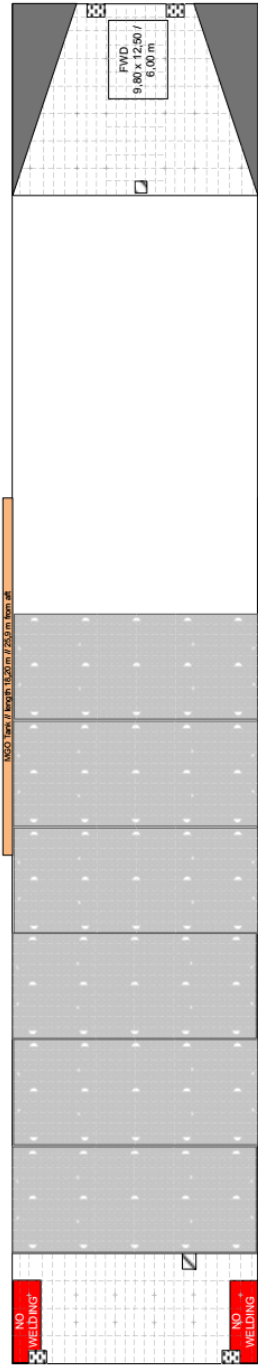 FWD
9,80 x 12,50 /
6,00 m
MGO Tank // length 18,20 m // 25,9 m from aft
NO
WELDING
NO
WELDING